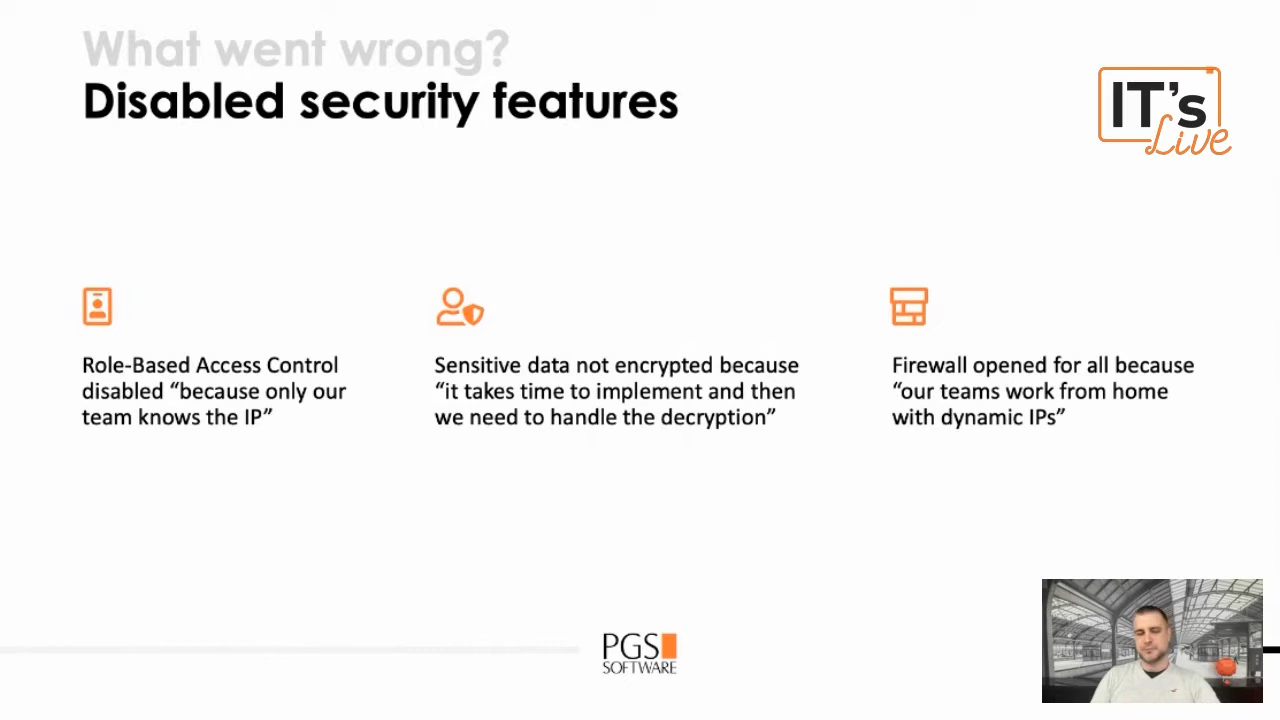 What went wrong?
Disabled security features
IT's
Live
Role-Based Access Control
disabled “because only our
team knows the IP”
Sensitive data not encrypted because
“it takes time to implement and then
we need to handle the decryption”
Firewall opened for all because
“our teams work from home
with dynamic IPs”
PGS
SOFTWARE